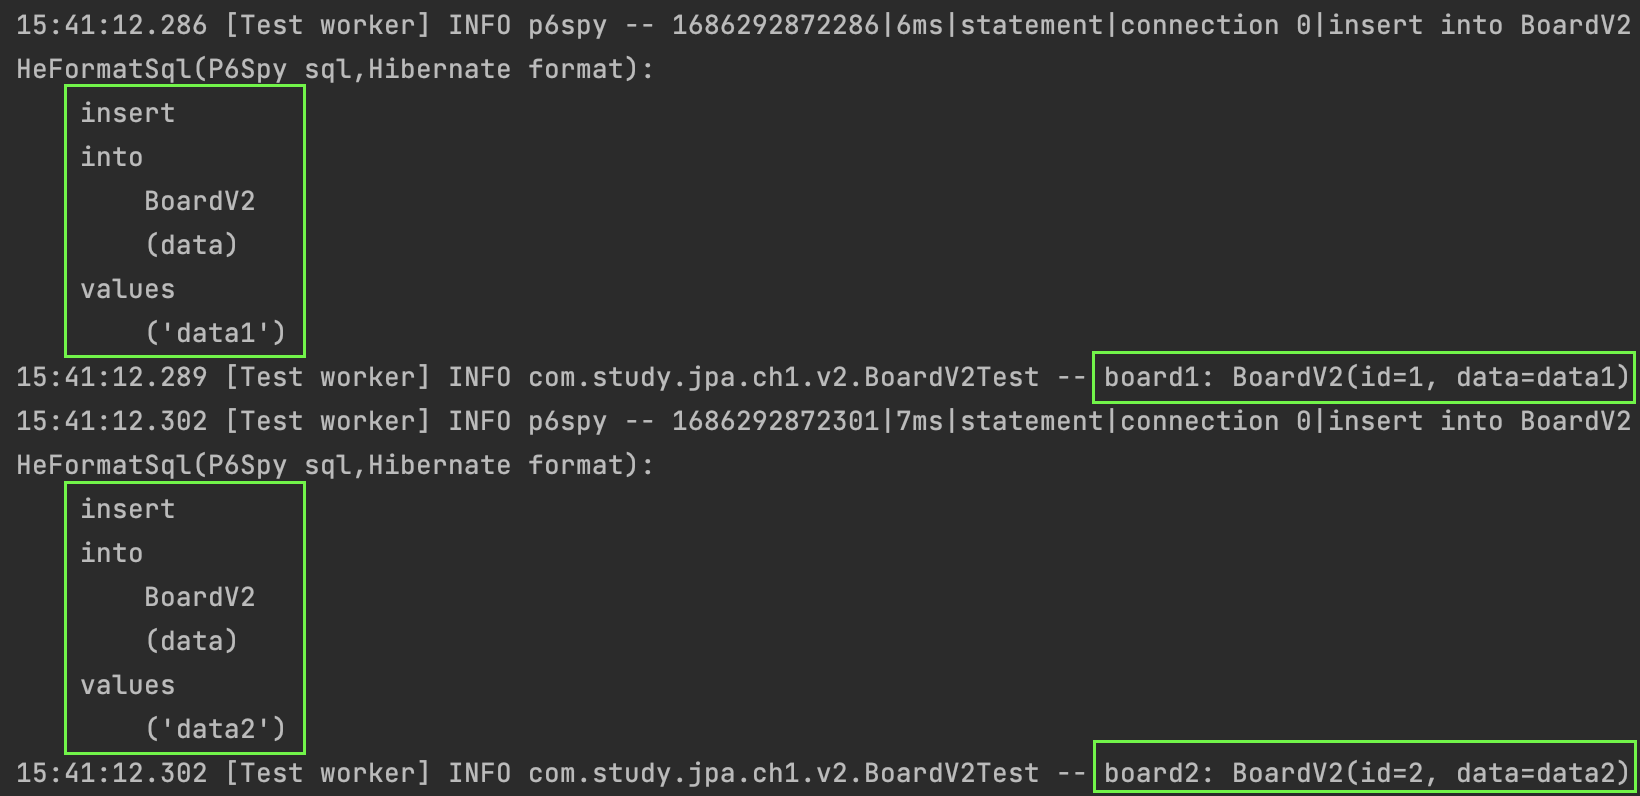 15:41:12.286 [Test worker] INFO p6spy -- 1686292872286|6ms|statement|connection 0|insert into BoardV2
HeFormatSql(P6Spy sql,Hibernate format):
    insert
    into
        BoardV2
        (data)
    values
        ('data1')
15:41:12.289 [Test worker] INFO com.study.jpa.ch1.v2.BoardV2Test -- board1: BoardV2(id=1, data=data1)
15:41:12.302 [Test worker] INFO p6spy -- 1686292872301|7ms|statement|connection 0|insert into BoardV2
HeFormatSql(P6Spy sql,Hibernate format):
    insert
    into
        BoardV2
        (data)
    values
        ('data2')
15:41:12.302 [Test worker] INFO com.study.jpa.ch1.v2.BoardV2Test -- board2: BoardV2(id=2, data=data2)